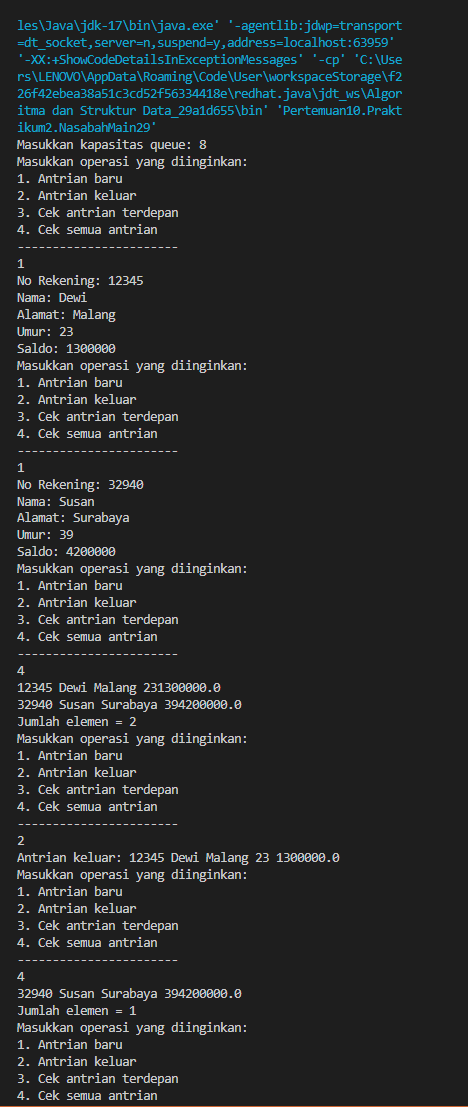 les\Java\jdk-17\bin\java.exe' '-agentlib:jdwp=transport
=dt_socket,server=n,suspend=y,address=localhost:63959'
'-XX:+ShowCodeDetailsInExceptionMessages' '-cp' 'C:\Use
rs\LENOVO\AppData\Roaming\Code\User\workspaceStorage\f2
26f42ebea38a51c3cd52f56334418e\redhat.java\jdt_ws\Algor
itma dan Struktur Data_29a1d655\bin' 'Pertemuan10.Prakt
ikum2.NasabahMain29'
Masukkan kapasitas queue: 8
Masukkan operasi yang diinginkan:
1. Antrian baru
2. Antrian keluar
3. Cek antrian terdepan
4. Cek semua antrian
-----------------------
1
No Rekening: 12345
Nama: Dewi
Alamat: Malang
Umur: 23
Saldo: 1300000
Masukkan operasi yang diinginkan:
1. Antrian baru
2. Antrian keluar
3. Cek antrian terdepan
4. Cek semua antrian
-----------------------
1
No Rekening: 32940
Nama: Susan
Alamat: Surabaya
Umur: 39
Saldo: 4200000
Masukkan operasi yang diinginkan:
1. Antrian baru
2. Antrian keluar
3. Cek antrian terdepan
4. Cek semua antrian
-----------------------
4
12345 Dewi Malang 231300000.0
32940 Susan Surabaya 394200000.0
Jumlah elemen = 2
Masukkan operasi yang diinginkan:
1. Antrian baru
2. Antrian keluar
3. Cek antrian terdepan
4. Cek semua antrian
-----------------------
2
Antrian keluar: 12345 Dewi Malang 23 1300000.0
Masukkan operasi yang diinginkan:
1. Antrian baru
2. Antrian keluar
3. Cek antrian terdepan
4. Cek semua antrian
-----------------------
4
32940 Susan Surabaya 394200000.0
Jumlah elemen = 1
Masukkan operasi yang diinginkan:
1. Antrian baru
2. Antrian keluar
3. Cek antrian terdepan
4. Cek semua antrian